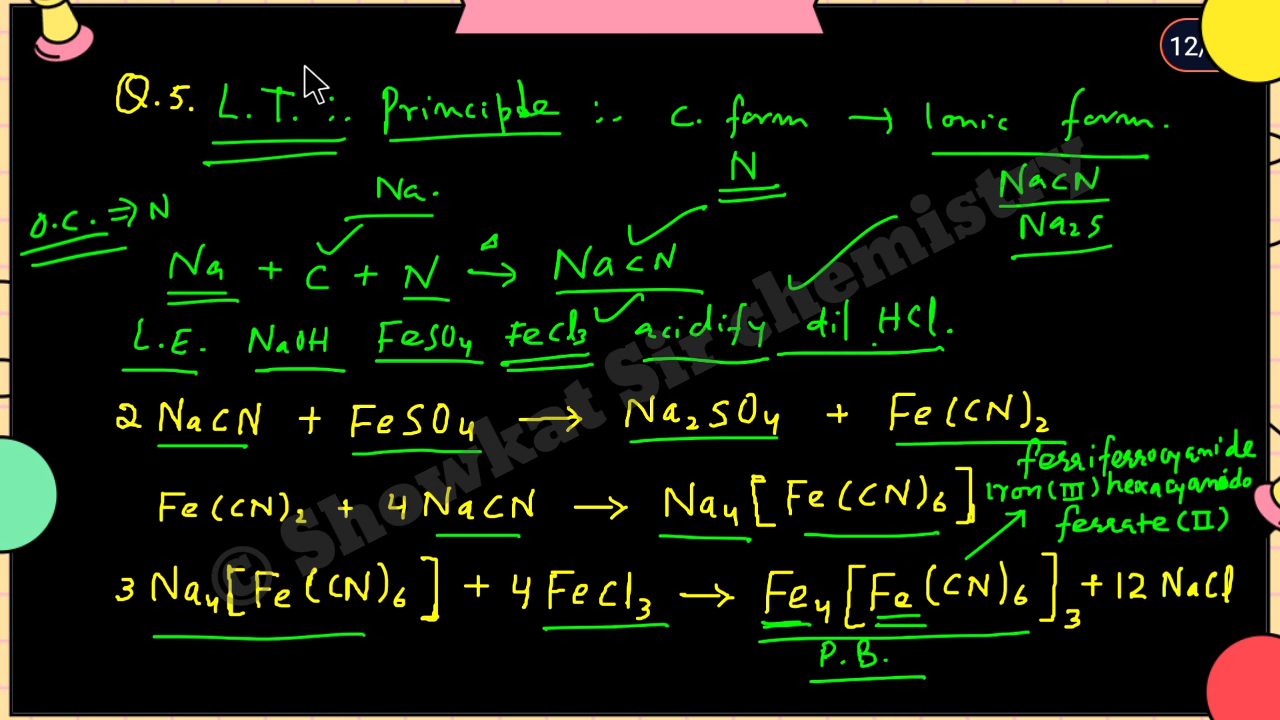 12/
Q.5. L.T. :. Principle :. C. form → Ionic form.
N
NaCN
Na.
Na2S
O.C. ⇒ N
Na + C + N Δ→ NaCN
L.E. NaOH FeSO4 FeCl3 acidify dil HCl.
2 NaCN + FeSO4 → Na2SO4 + Fe(CN)2
ferriferrocyanide
Iron(III) hexacyanido
ferrate(II)
Fe(CN)2 + 4 NaCN → Na4[Fe(CN)6]
3 Na4[Fe(CN)6] + 4FeCl3 → Fe4[Fe(CN)6]3 + 12 NaCl
P.B.
© Showkat Sir chemistry